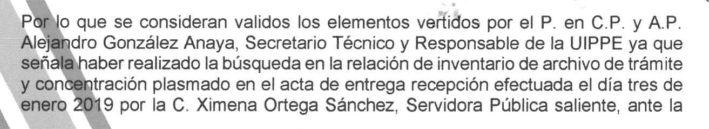 Por lo que se consideran validos los elementos vertidos por el P. en C.P. y A.P.
Alejandro González Anaya, Secretario Técnico y Responsable de la UIPPE ya que
señala haber realizado la búsqueda en la relación de inventario de archivo de trámite
y concentración plasmado en el acta de entrega recepción efectuada el día tres de
enero 2019 por la C. Ximena Ortega Sánchez, Servidora Pública saliente, ante la